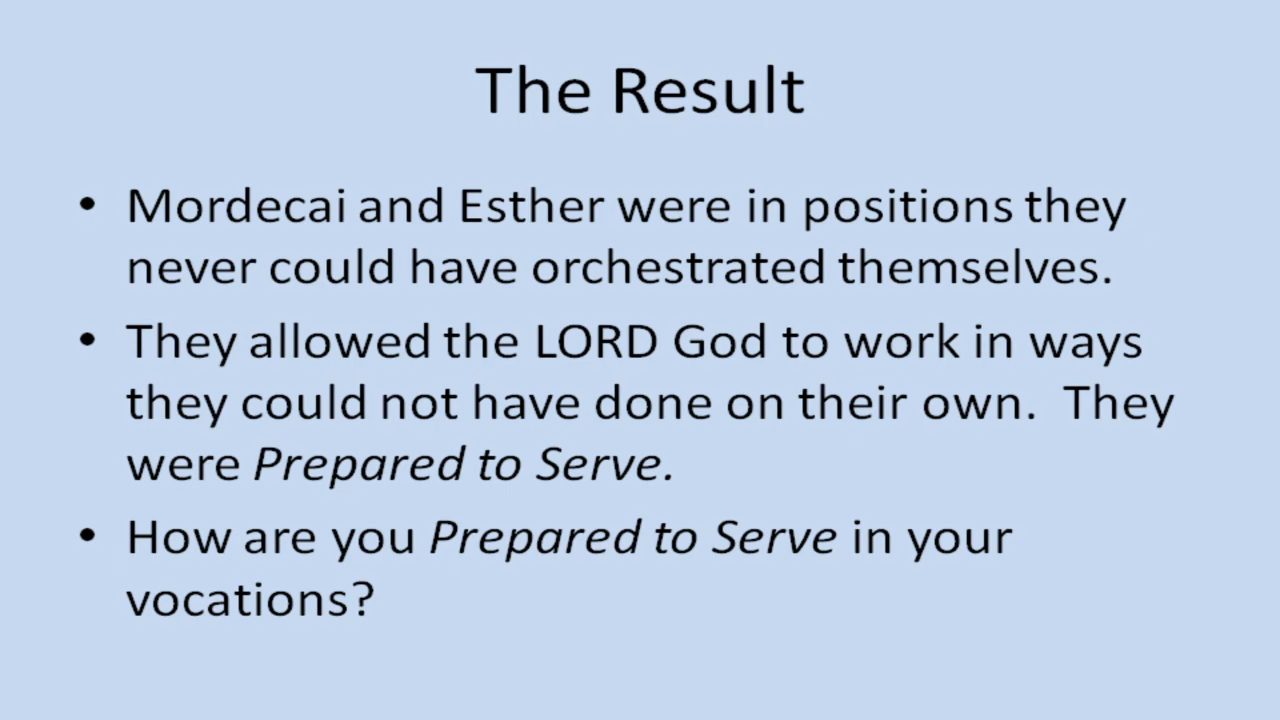 The Result
• Mordecai and Esther were in positions they
never could have orchestrated themselves.
• They allowed the LORD God to work in ways
they could not have done on their own.  They
were Prepared to Serve.
• How are you Prepared to Serve in your
vocations?